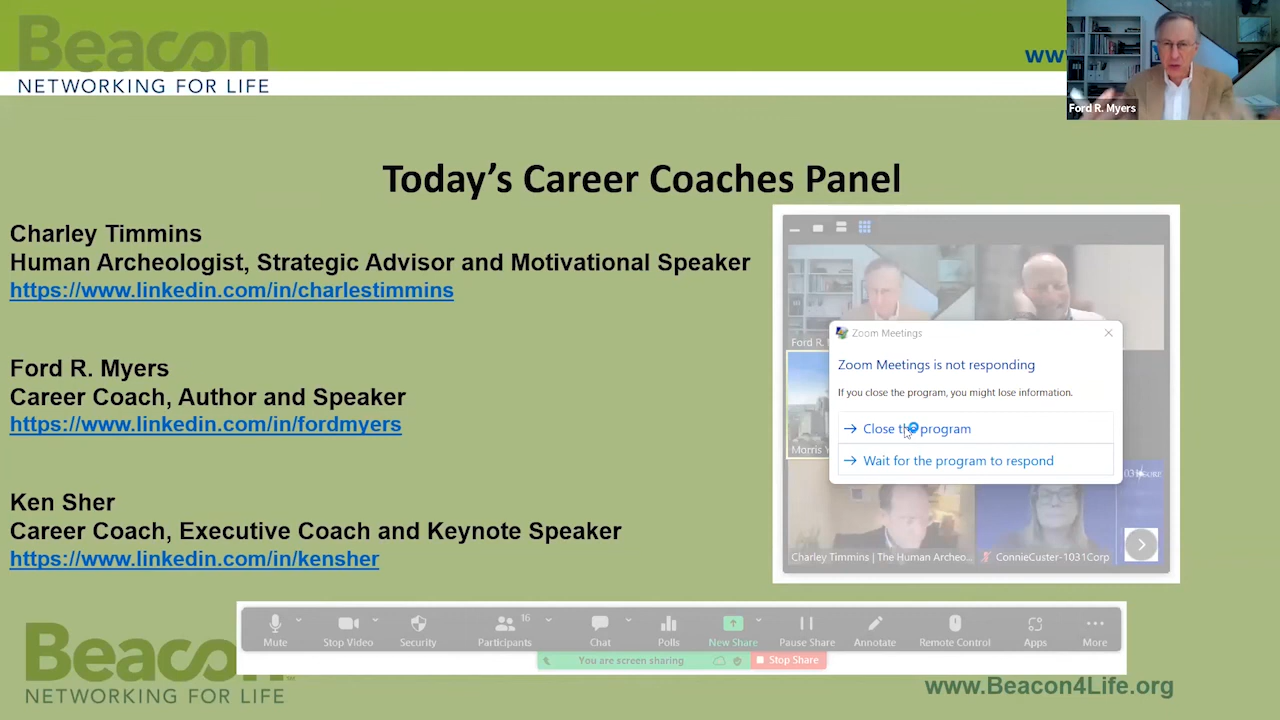 Beacon
NETWORKING FOR LIFE
ww
Ford R. Myers
Today's Career Coaches Panel
Charley Timmins
Human Archeologist, Strategic Advisor and Motivational Speaker
https://www.linkedin.com/in/charlestimmins
Ford R. Myers
Career Coach, Author and Speaker
https://www.linkedin.com/in/fordmyers
Ken Sher
Career Coach, Executive Coach and Keynote Speaker
https://www.linkedin.com/in/kensher
Ford R.
Zoom Meetings
Zoom Meetings is not responding
If you close the program, you might lose information.
Close the program
Wait for the program to respond
Morris
Charley Timmins | The Human Archeo...
ConnieCuster-1031Corp
Mute
Stop Video
Security
16
Participants
Chat
Polls
New Share
Pause Share
Annotate
Remote Control
Apps
More
You are screen sharing
Stop Share
Beaco
NETWORKING FOR LIFE
www.Beacon4Life.org